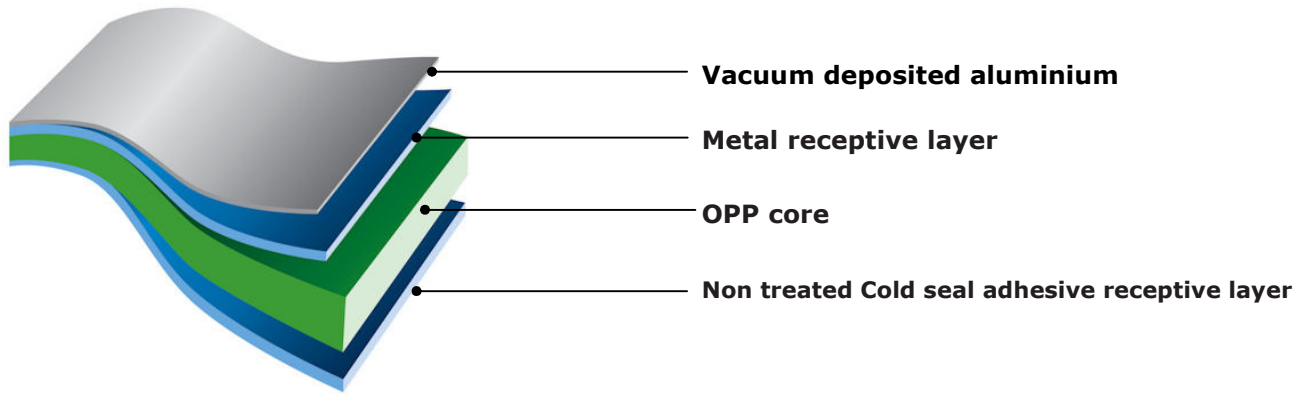 Vacuum deposited aluminium
Metal receptive layer
OPP core
Non treated Cold seal adhesive receptive layer